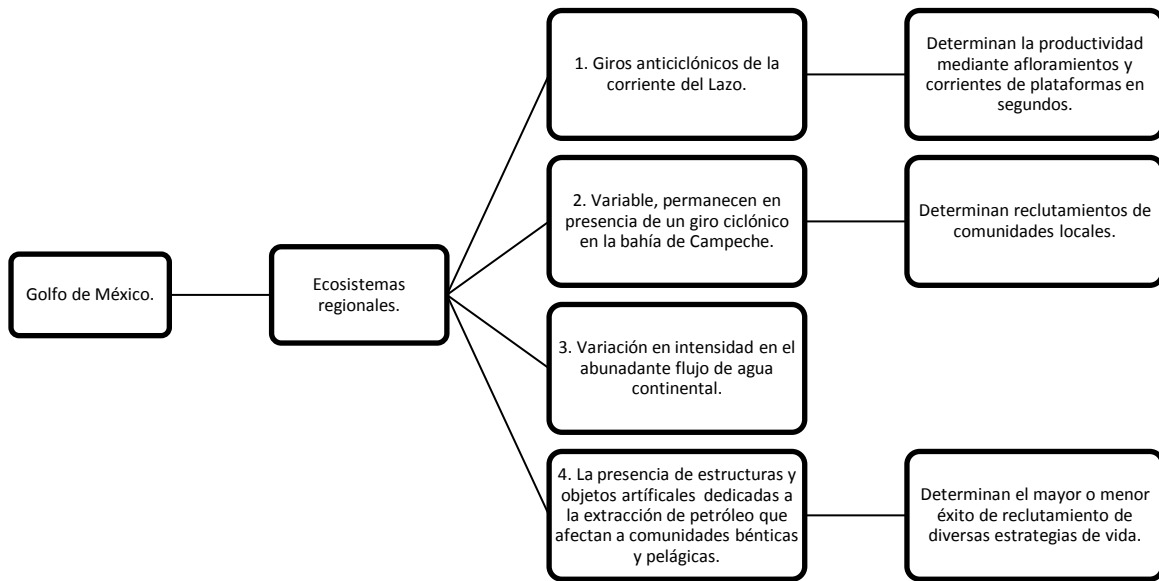 Golfo de México.
Ecosistemas
regionales.
1. Giros anticiclónicos de la
corriente del Lazo.
Determinan la productividad
mediante afloramientos y
corrientes de plataformas en
segundos.
2. Variable, permanecen en
presencia de un giro ciclónico
en la bahía de Campeche.
Determinan reclutamientos de
comunidades locales.
3. Variación en intensidad en el
abunadante flujo de agua
continental.
4. La presencia de estructuras y
objetos artíficales dedicadas a
la extracción de petróleo que
afectan a comunidades bénticas
y pelágicas.
Determinan el mayor o menor
éxito de reclutamiento de
diversas estrategias de vida.